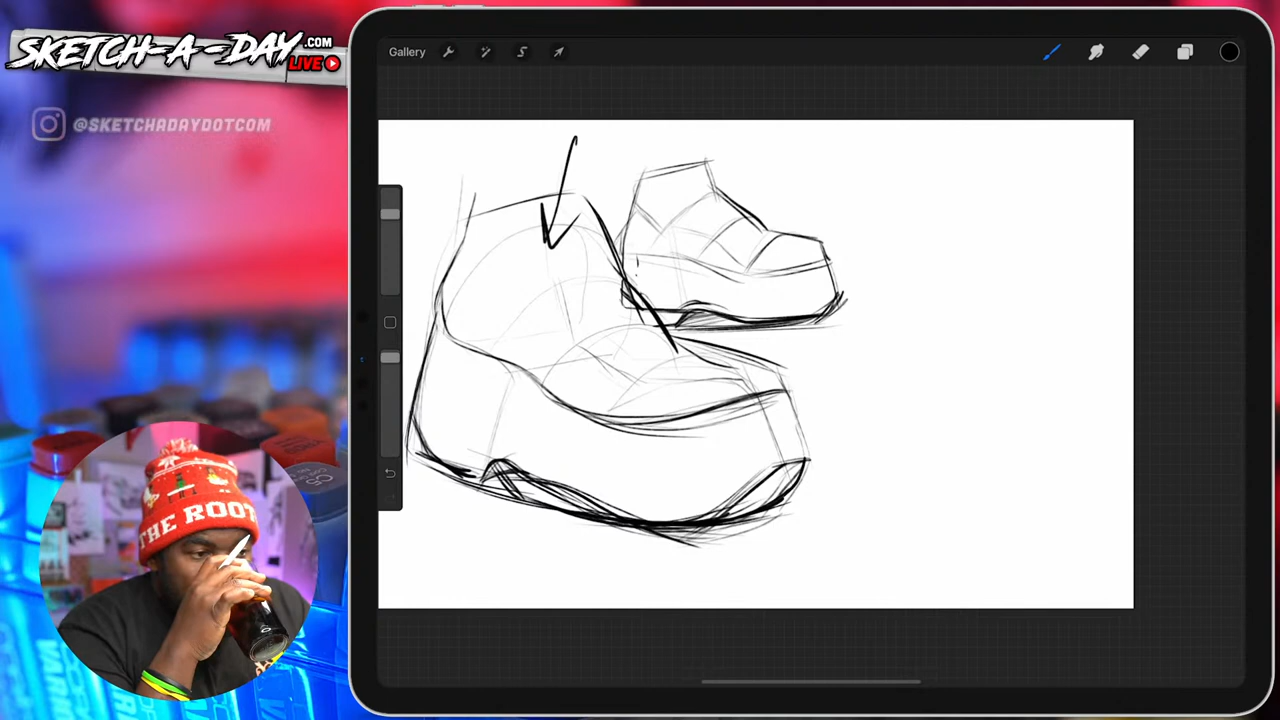 SKETCH-A-DAY.COM
LIVE
@SKETCHADAYDOTCOM
Gallery
THE ROOT